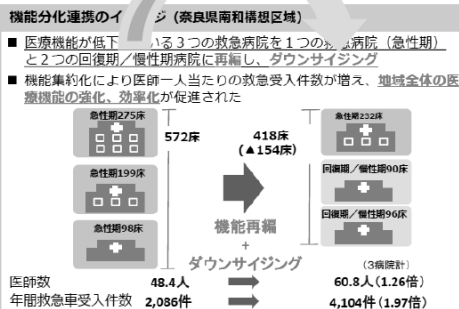 機能分化連携のイ ージ（奈良県南和構想区域）
■ 医療機能が低下 いる３つの救急病院を１つの救急病院（急性期）
と２つの回復期/慢性期病院に再編し、ダウンサイジング
■ 機能集約化により医師一人当たりの救急受入件数が増え、地域全体の医
療機能の強化、効率化が促進された
急性期275床
572床
急性期199床
急性期98床
418床
（▲154床）
急性期232床
回復期／慢性期90床
回復期／慢性期96床
機能再編
+
ダウンサイジング
（3病院計）
医師数 48.4人 60.8人（1.26倍）
年間救急車受入件数 2,086件 4,104件（1.97倍）